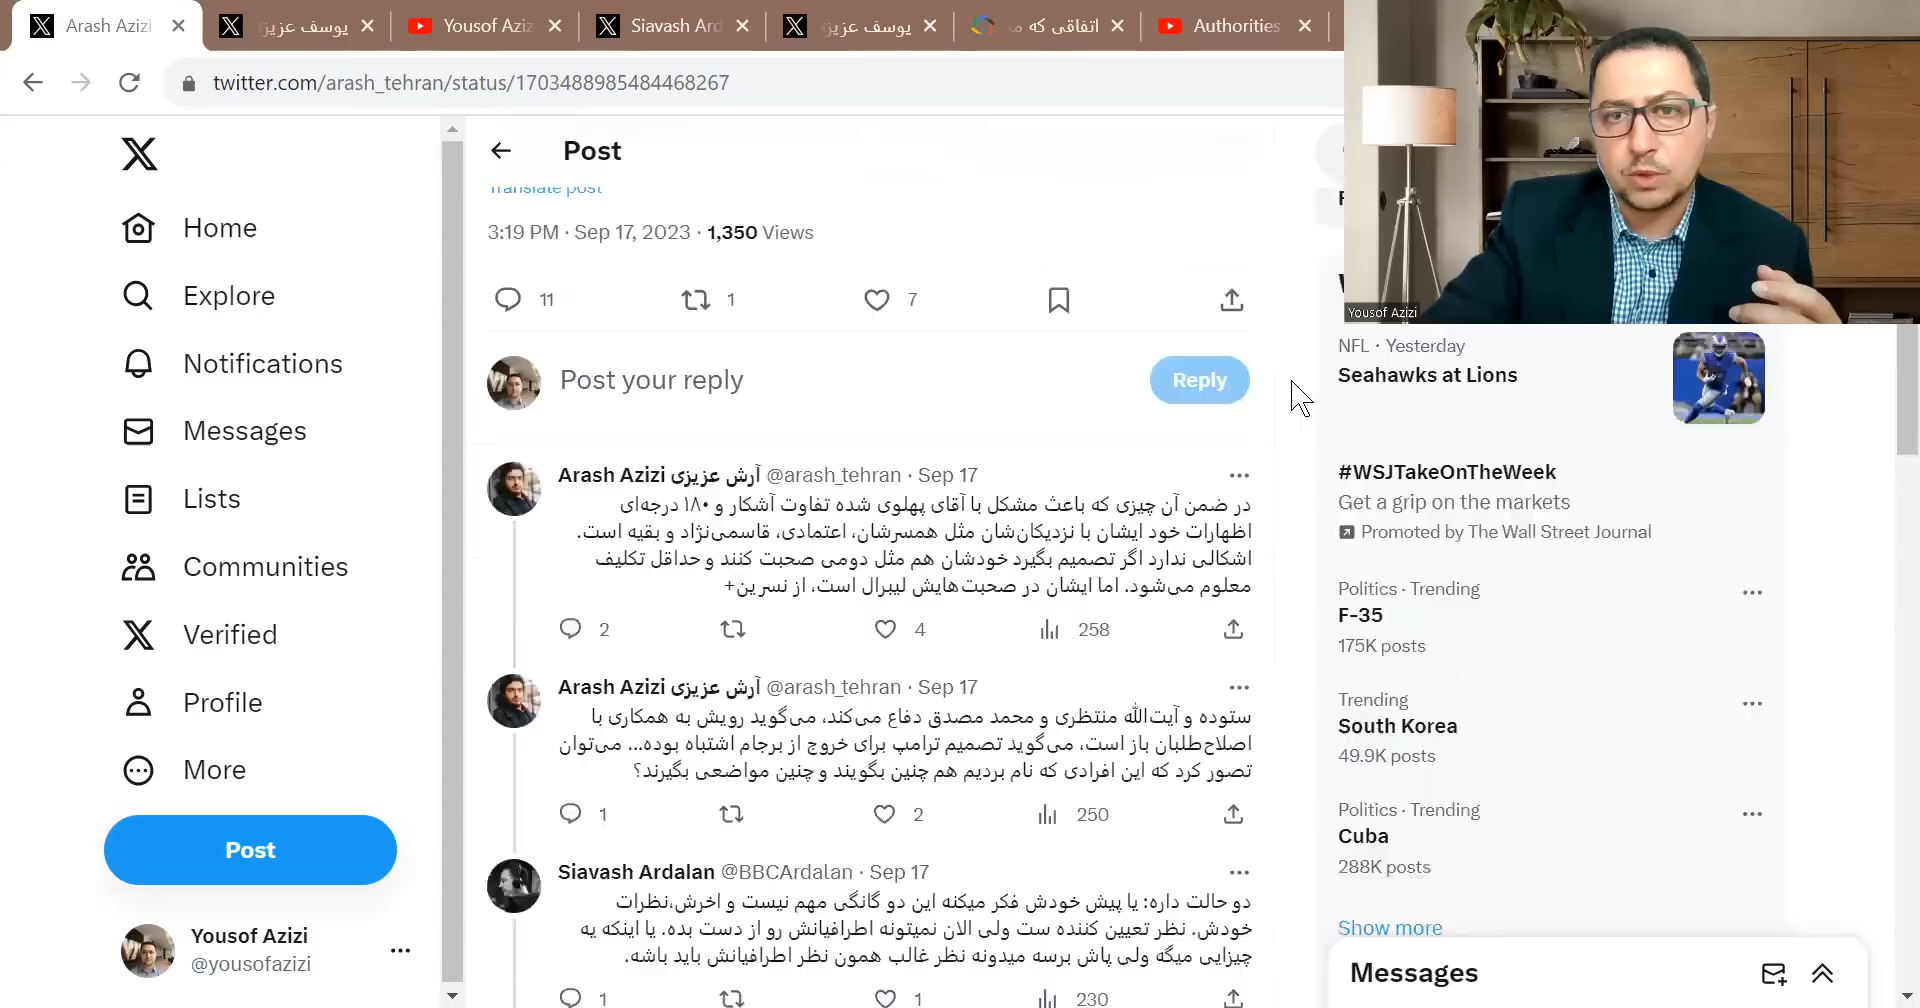 Arash Azizi
یوسف عزیز
Yousof Aziz
Siavash Ard
یوسف عزیز
اتفاقی که مـ
Authorities
twitter.com/arash_tehran/status/1703488985484468267
Home
Explore
Notifications
Messages
Lists
Communities
Verified
Profile
More
Post
Yousof Azizi
@yousofazizi
Post
Translate post
3:19 PM · Sep 17, 2023 · 1,350 Views
11 1 7
Post your reply
Reply
Arash Azizi آرش عزیزی @arash_tehran · Sep 17
در ضمن آن چیزی که باعث مشکل با آقای پهلوی شده تفاوت آشکار و ۱۸۰ درجه‌ای
اظهارات خود ایشان با نزدیکان‌شان مثل همسرشان، اعتمادی، قاسمی‌نژاد و بقیه است.
اشکالی ندارد اگر تصمیم بگیرد خودشان هم مثل دومی صحبت کنند و حداقل تکلیف
معلوم می‌شود. اما ایشان در صحبت‌هایش لیبرال است، از نسرین+
2 4 258
Arash Azizi آرش عزیزی @arash_tehran · Sep 17
ستوده و آیت‌الله منتظری و محمد مصدق دفاع می‌کند، می‌گوید رویش به همکاری با
اصلاح‌طلبان باز است، می‌گوید تصمیم ترامپ برای خروج از برجام اشتباه بوده... می‌توان
تصور کرد که این افرادی که نام بردیم هم چنین بگویند و چنین مواضعی بگیرند؟
1 2 250
Siavash Ardalan @BBCArdalan · Sep 17
دو حالت داره: یا پیش خودش فکر میکنه این دو گانگی مهم نیست و اخرش،نظرات
خودش. نظر تعیین کننده ست ولی الان نمیتونه اطرافیانش رو از دست بده. یا اینکه یه
چیزایی میگه ولی پاش برسه میدونه نظر غالب همون نظر اطرافیانش باید باشه.
1 1 230
Yousof Azizi
NFL · Yesterday
Seahawks at Lions
#WSJTakeOnTheWeek
Get a grip on the markets
Promoted by The Wall Street Journal
Politics · Trending
F-35
175K posts
Trending
South Korea
49.9K posts
Politics · Trending
Cuba
288K posts
Show more
Messages